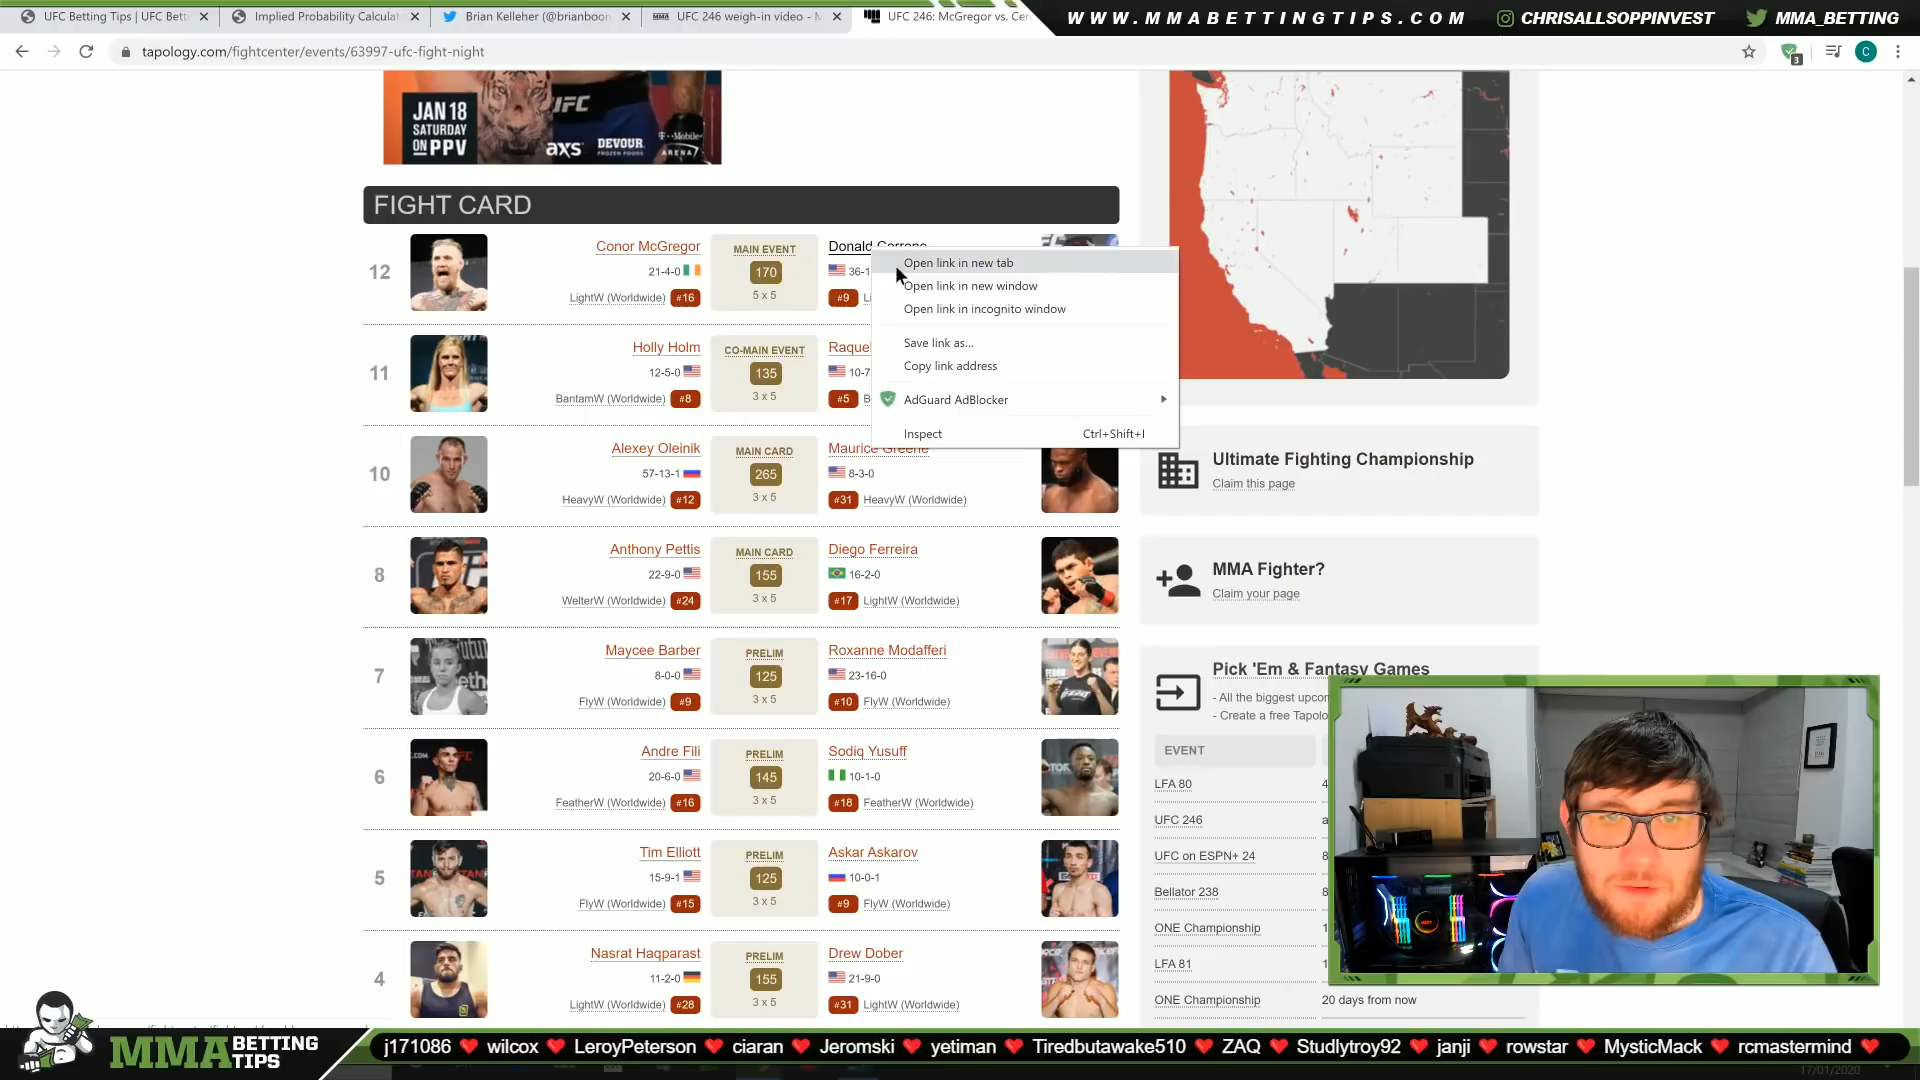 UFC Betting Tips | UFC Bett
Implied Probability Calculat
Brian Kelleher (@brianboon
UFC 246 weigh-in video - M
UFC 246: McGregor vs. Cer
WWW.MMABETTINGTIPS.COM
CHRISALLSOPPINVEST
MMA_BETTING
tapology.com/fightcenter/events/63997-ufc-fight-night
3
C
JAN 18
SATURDAY
ON PPV
UFC
axs
DEVOUR
FROZEN FOODS
T-Mobile
ARENA
FIGHT CARD
12
Conor McGregor
21-4-0
LightW (Worldwide) #16
MAIN EVENT
170
5 x 5
Donald Cerrone
36-1
#9 Li
Open link in new tab
Open link in new window
Open link in incognito window
Save link as...
Copy link address
AdGuard AdBlocker
Inspect Ctrl+Shift+I
11
Holly Holm
12-5-0
BantamW (Worldwide) #8
CO-MAIN EVENT
135
3 x 5
Raquel
10-7
#5 B
10
Alexey Oleinik
57-13-1
HeavyW (Worldwide) #12
MAIN CARD
265
3 x 5
Maurice Greene
8-3-0
#31 HeavyW (Worldwide)
8
Anthony Pettis
22-9-0
WelterW (Worldwide) #24
MAIN CARD
155
3 x 5
Diego Ferreira
16-2-0
#17 LightW (Worldwide)
7
Maycee Barber
8-0-0
FlyW (Worldwide) #9
PRELIM
125
3 x 5
Roxanne Modafferi
23-16-0
#10 FlyW (Worldwide)
6
Andre Fili
20-6-0
FeatherW (Worldwide) #16
PRELIM
145
3 x 5
Sodiq Yusuff
10-1-0
#18 FeatherW (Worldwide)
5
Tim Elliott
15-9-1
FlyW (Worldwide) #15
PRELIM
125
3 x 5
Askar Askarov
10-0-1
#9 FlyW (Worldwide)
4
Nasrat Haqparast
11-2-0
LightW (Worldwide) #28
PRELIM
155
3 x 5
Drew Dober
21-9-0
#31 LightW (Worldwide)
Ultimate Fighting Championship
Claim this page
MMA Fighter?
Claim your page
Pick 'Em & Fantasy Games
- All the biggest upcor
- Create a free Tapolo
EVENT
LFA 80 4
UFC 246 a
UFC on ESPN+ 24 8
Bellator 238 8
ONE Championship 1
LFA 81 1
ONE Championship 20 days from now
MMA BETTING TIPS
j171086 wilcox LeroyPeterson ciaran Jeromski yetiman Tiredbutawake510 ZAQ Studlytroy92 janji rowstar MysticMack rcmastermind
17/01/2020